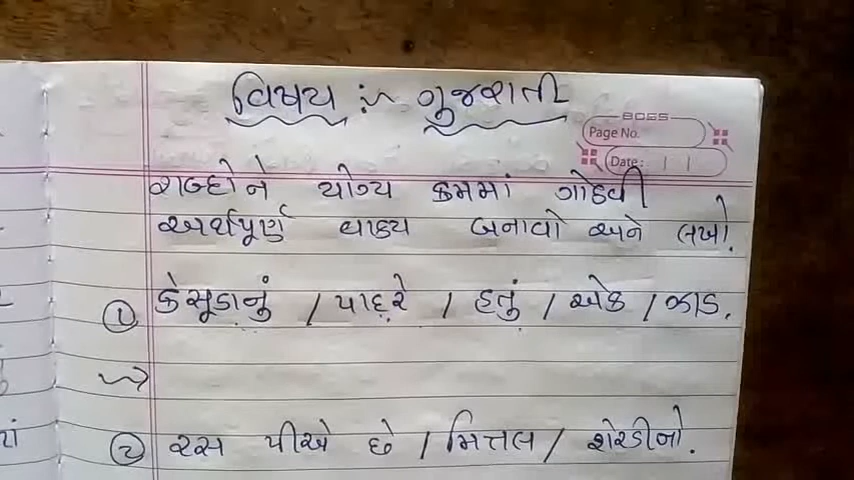 વિષય :- ગુજરાતી
BOSS
Page No.
Date:
શબ્દોને યોગ્ય ક્રમમાં ગોઠવી
અર્થપૂર્ણ વાક્ય બનાવો અને લખો.
① કેસૂડાનું / પાદરે / હતું / એક / ઝાડ.
② રસ પીએ છે / મિત્તલ / શેરડીનો.